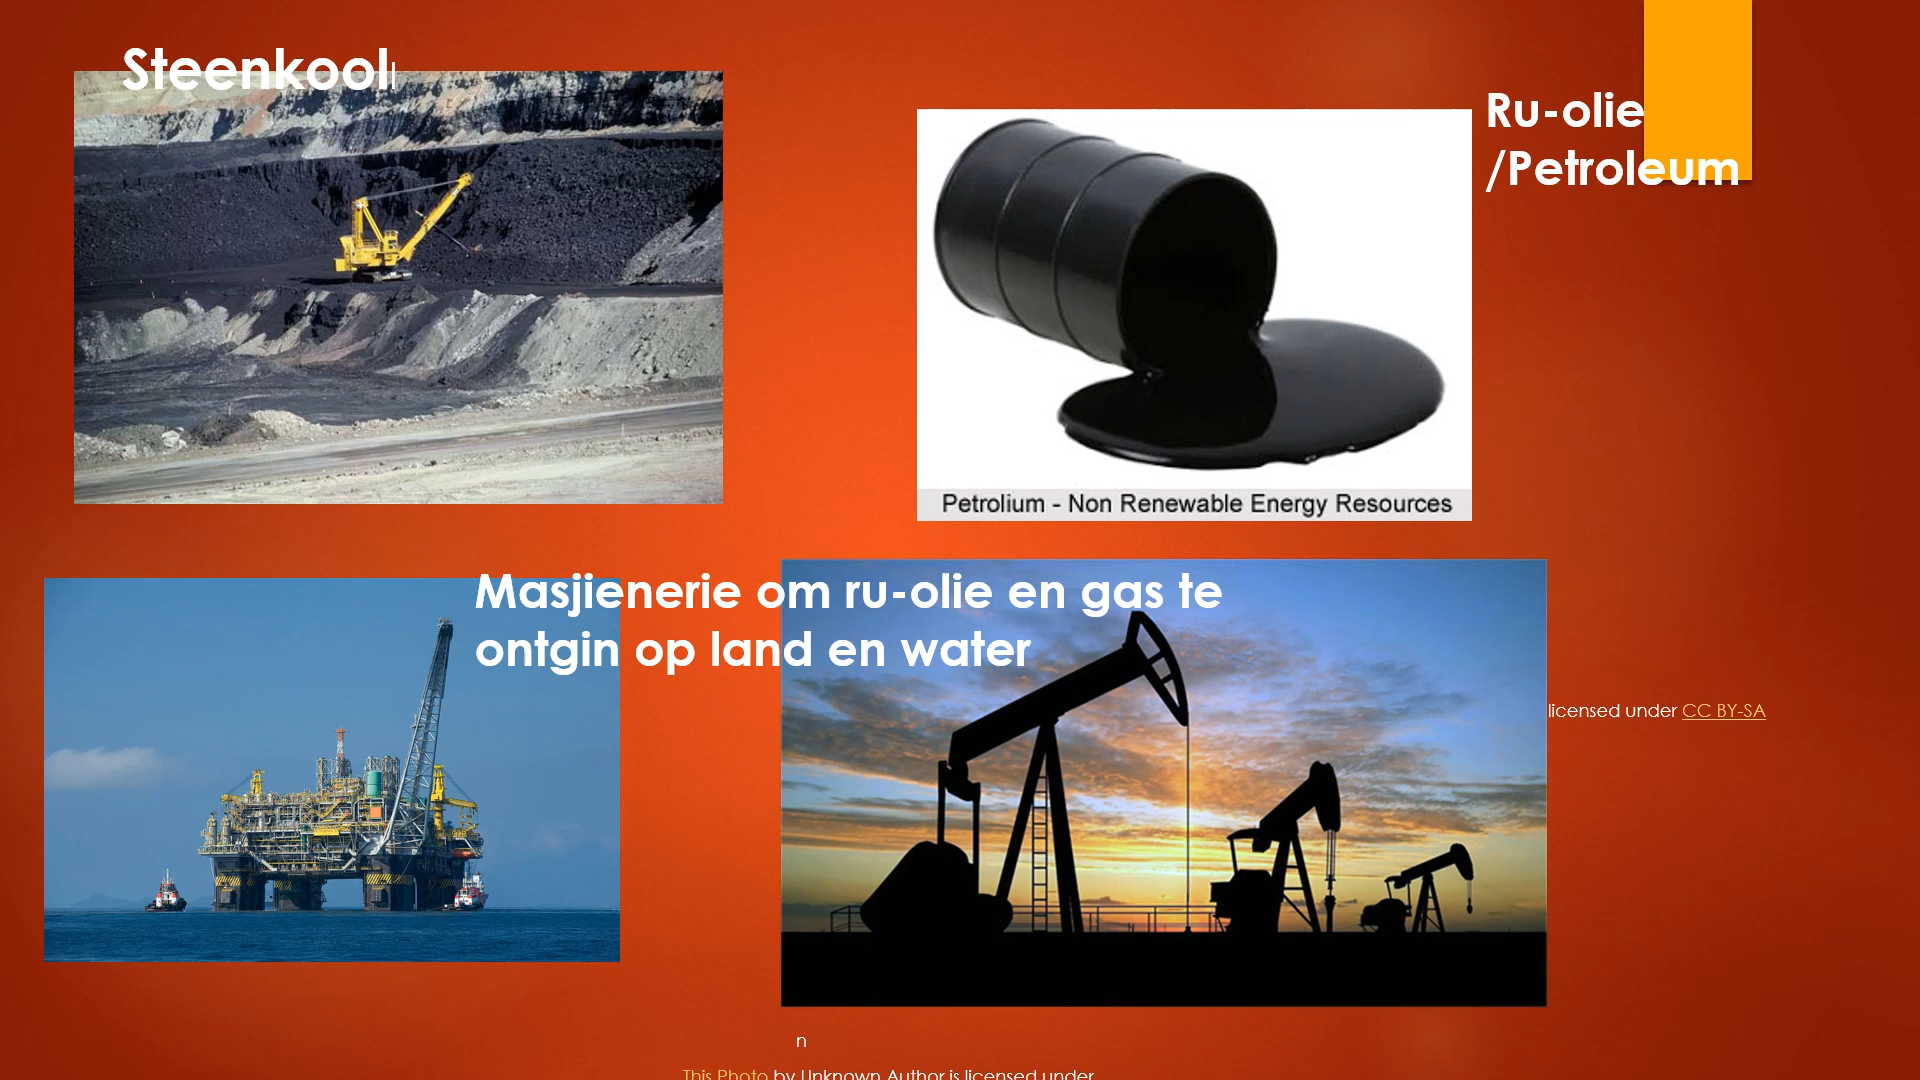 Steenkool
Ru-olie
/Petroleum
Petrolium - Non Renewable Energy Resources
Masjienerie om ru-olie en gas te
ontgin op land en water
licensed under CC BY-SA
n
This Photo by Unknown Author is licensed under